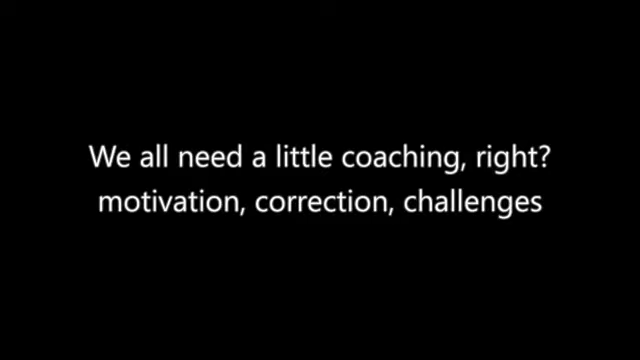 We all need a little coaching, right?
motivation, correction, challenges